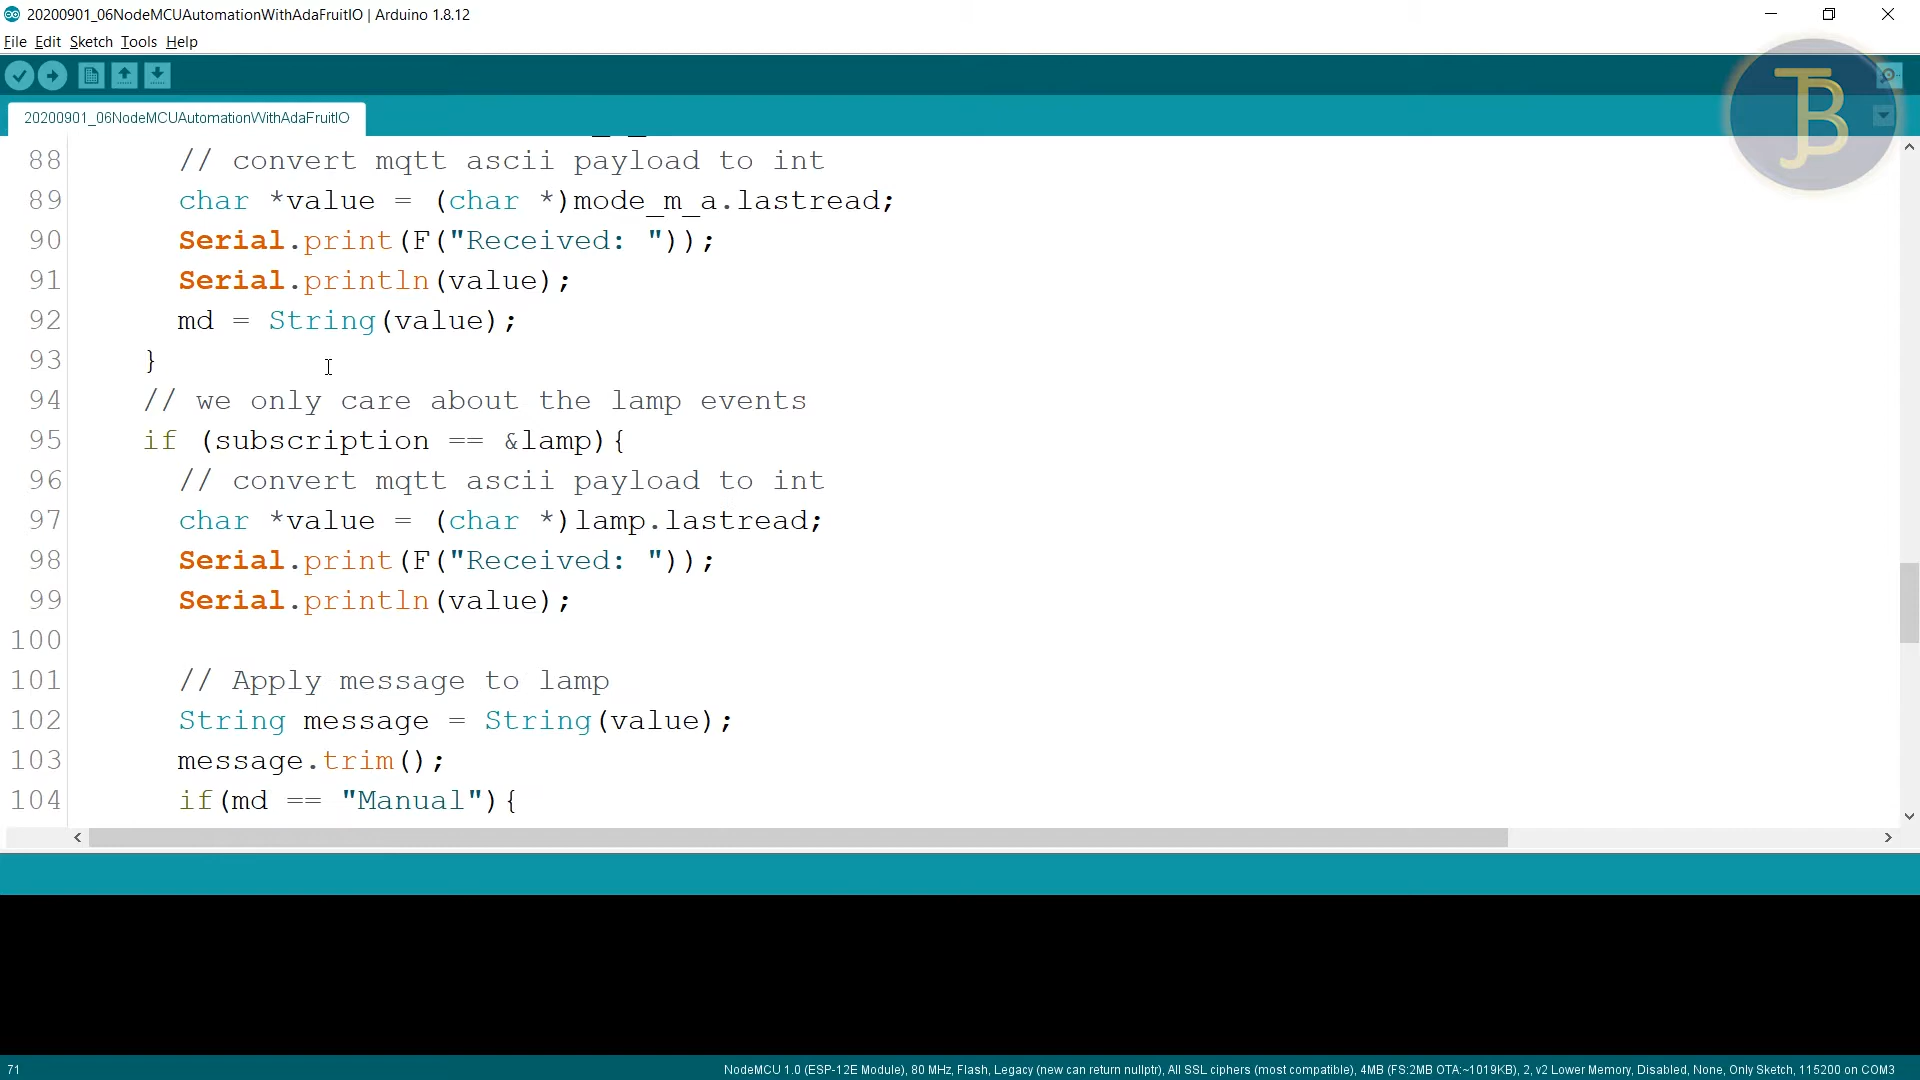 20200901_06NodeMCUAutomationWithAdaFruitIO | Arduino 1.8.12
File Edit Sketch Tools Help
20200901_06NodeMCUAutomationWithAdaFruitIO
88 // convert mqtt ascii payload to int
89 char *value = (char *)mode_m_a.lastread;
90 Serial.print(F("Received: "));
91 Serial.println(value);
92 md = String(value);
93 }
94 // we only care about the lamp events
95 if (subscription == &lamp){
96 // convert mqtt ascii payload to int
97 char *value = (char *)lamp.lastread;
98 Serial.print(F("Received: "));
99 Serial.println(value);
100
101 // Apply message to lamp
102 String message = String(value);
103 message.trim();
104 if(md == "Manual"){
71 NodeMCU 1.0 (ESP-12E Module), 80 MHz, Flash, Legacy (new can return nullptr), All SSL ciphers (most compatible), 4MB (FS:2MB OTA:~1019KB), 2, v2 Lower Memory, Disabled, None, Only Sketch, 115200 on COM3